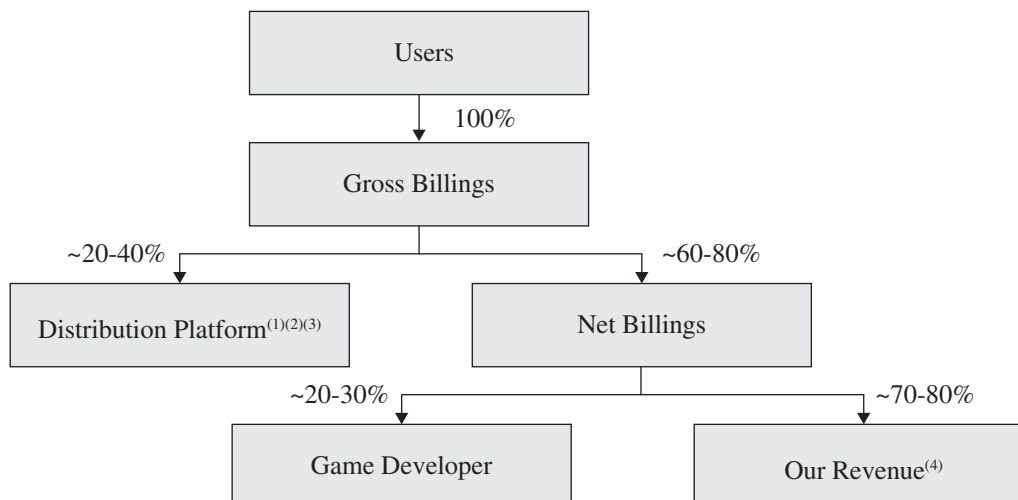 Users
100%
Gross Billings
~20-40%
~60-80%
Distribution Platform(1)(2)(3)
Net Billings
~20-30%
~70-80%
Game Developer
Our Revenue(4)